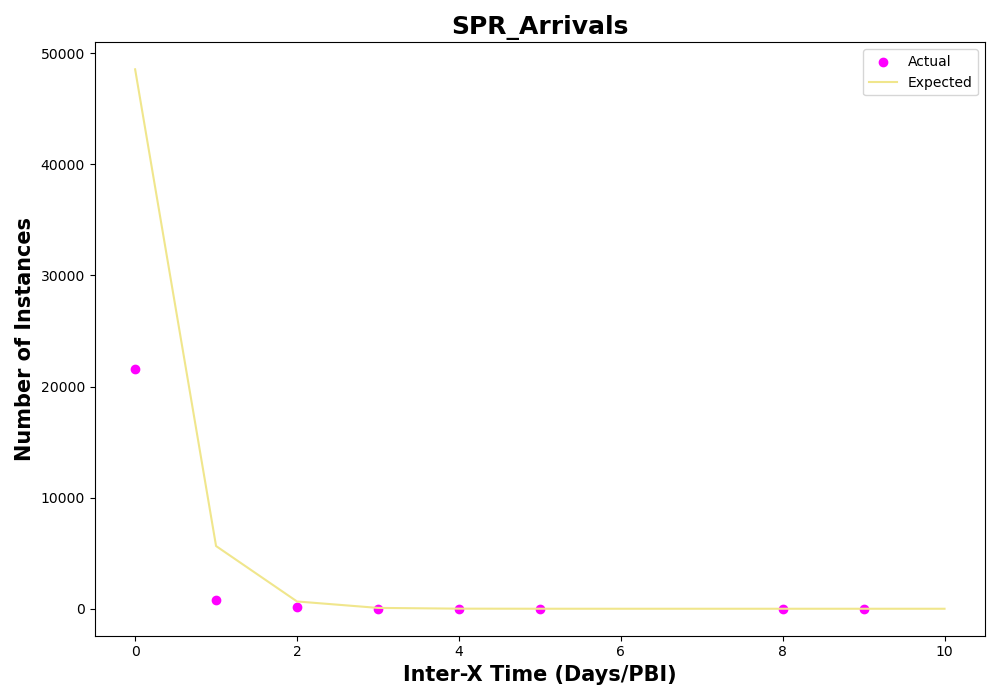 SPR_Arrivals
Actual
Expected
50000
40000
30000
20000
10000
0
Number of Instances
0 2 4 6 8 10
Inter-X Time (Days/PBI)